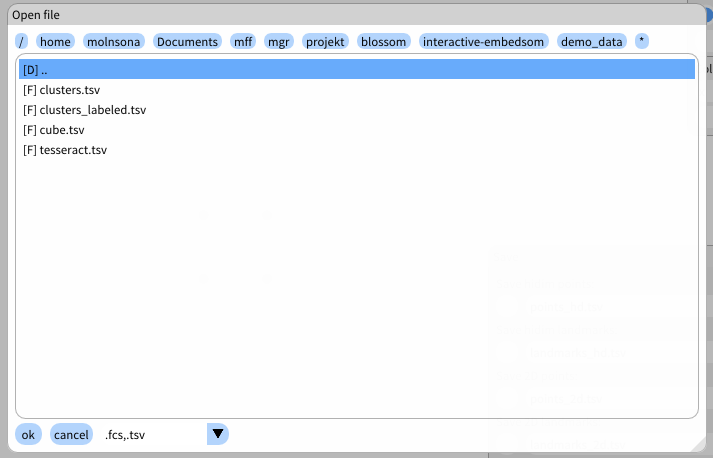 Open file
/ home molnsona Documents mff mgr projekt blossom interactive-embedsom demo_data *
[D] ..
[F] clusters.tsv
[F] clusters_labeled.tsv
[F] cube.tsv
[F] tesseract.tsv
ok cancel .fcs,.tsv